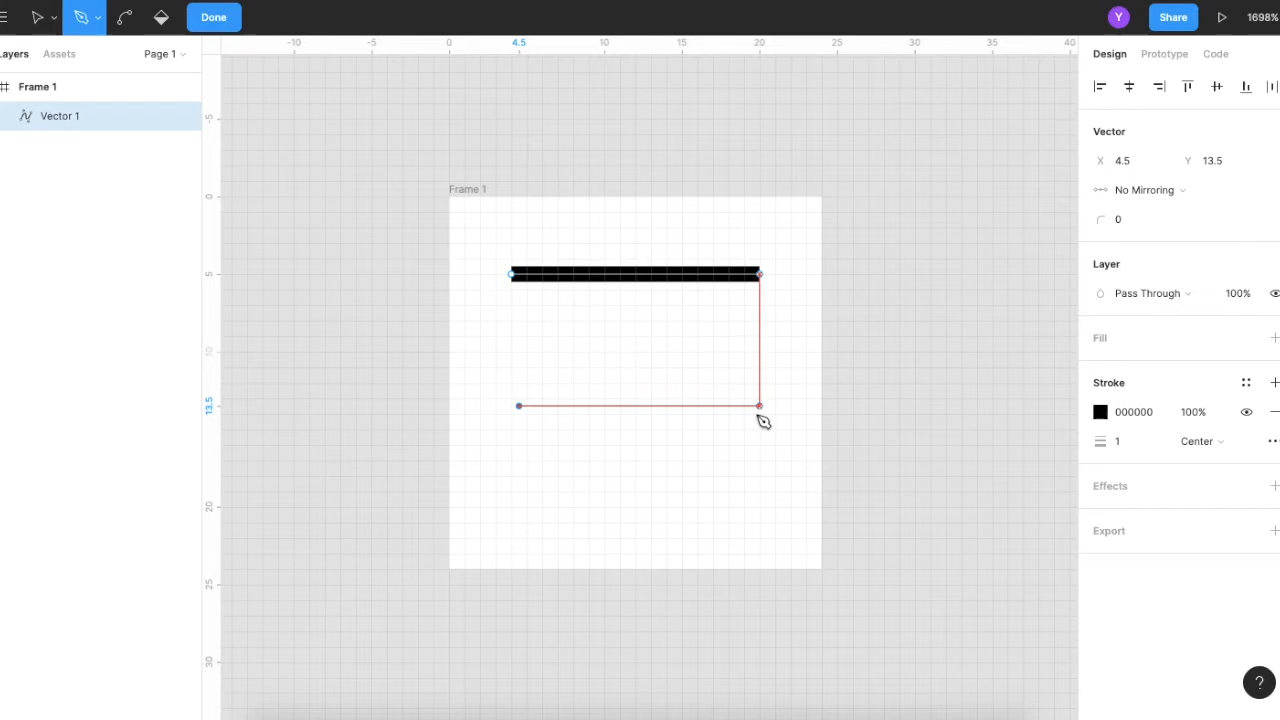 Done
Y
Share
1698%
-10 -5 0 4.5 10 15 20 25 30 35 40
Layers Assets Page 1
Design Prototype Code
Frame 1
Vector 1
-5
0
5
10
13.5
20
25
30
Frame 1
Vector
X 4.5 Y 13.5
No Mirroring
0
Layer
Pass Through 100%
Fill
Stroke
000000 100%
1 Center
Effects
Export
?